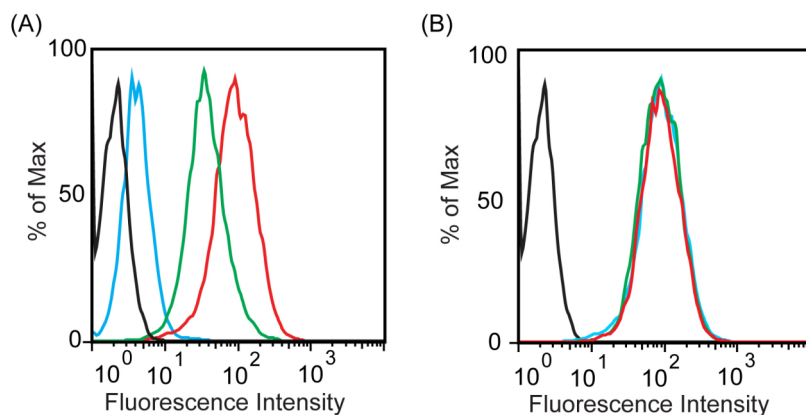 (A)
(B)
100
50
0
% of Max
10⁰ 10¹ 10² 10³
Fluorescence Intensity
100
50
0
% of Max
10⁰ 10¹ 10² 10³
Fluorescence Intensity